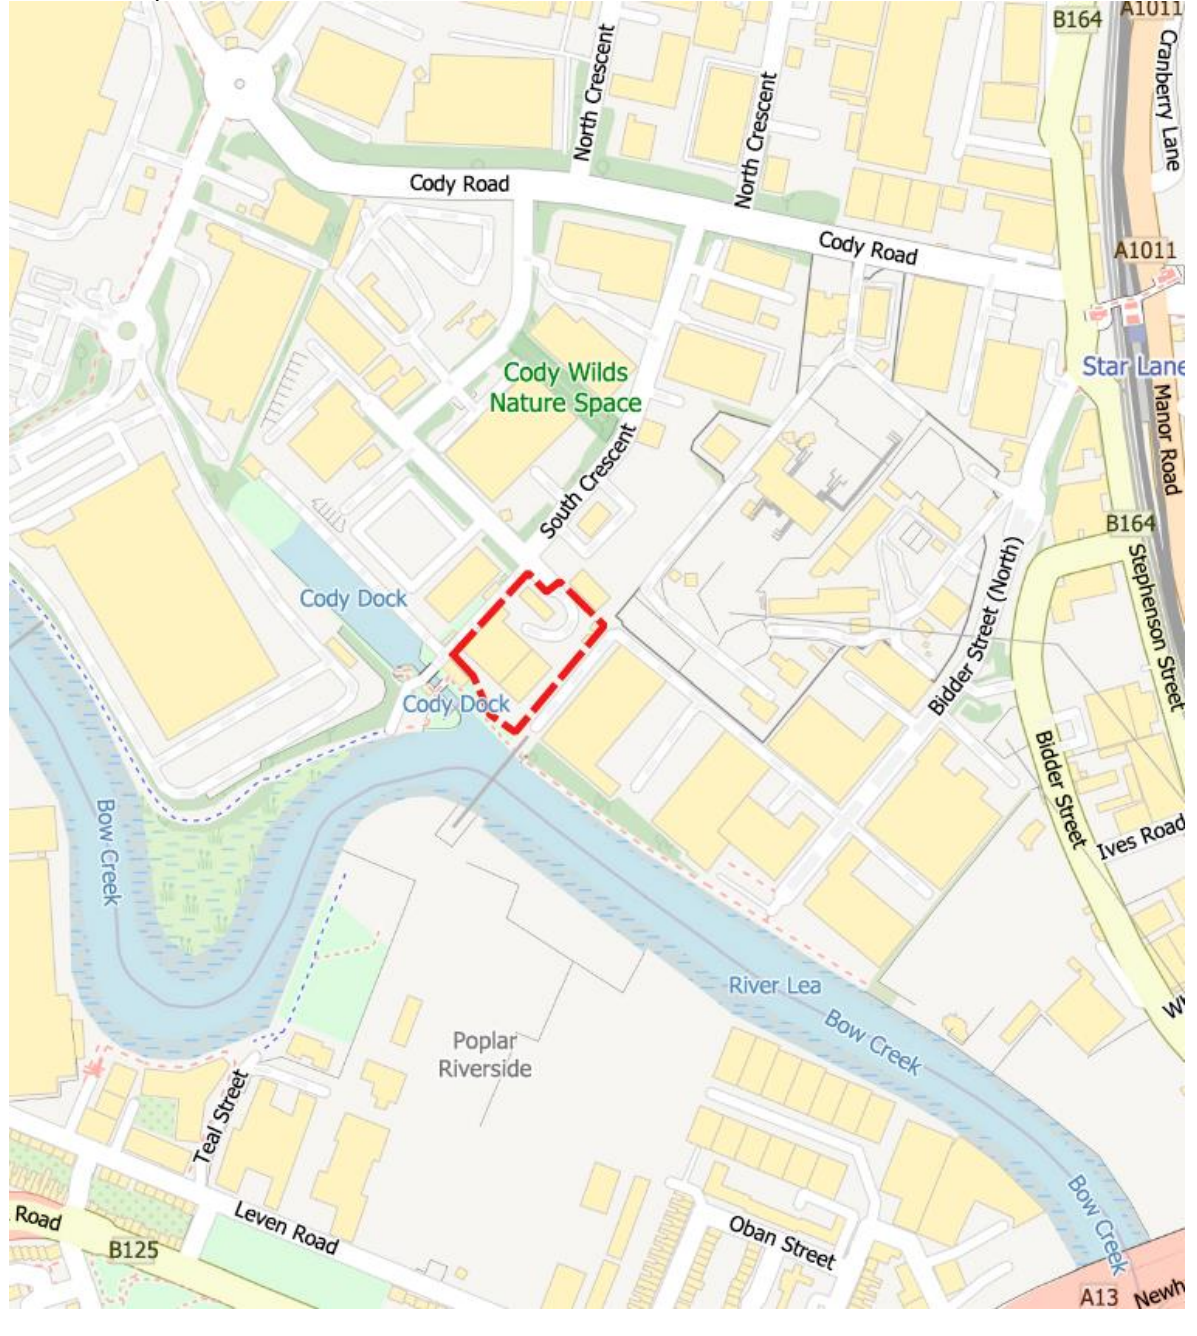 A1011
B164
Cranberry Lane
North Crescent
North Crescent
Cody Road
Cody Road
A1011
Star Lane
Cody Wilds
Nature Space
Manor Road
South Crescent
B164
Stephenson Street
Bidder Street (North)
Cody Dock
Cody Dock
Bidder Street
Bow Creek
Ives Road
River Lea
Bow Creek
Poplar
Riverside
Teal Street
Leven Road
Road
B125
Oban Street
Bow Creek
A13
Newh